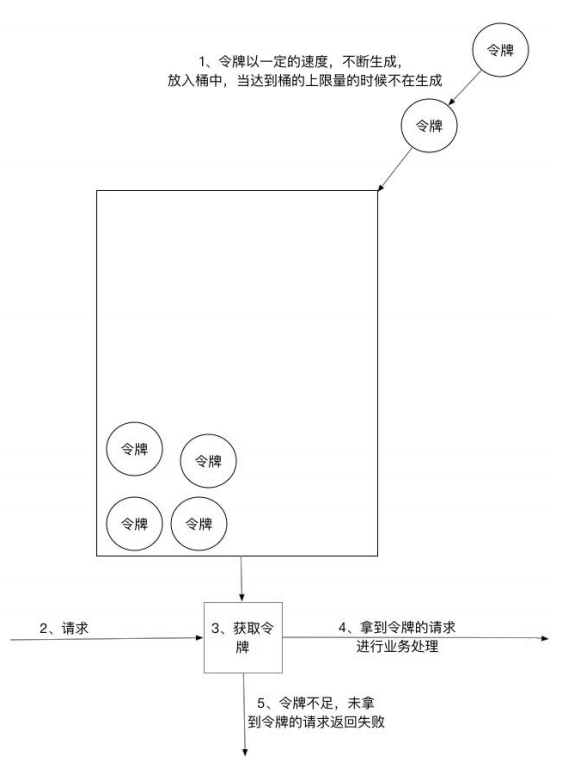 令牌
1、令牌以一定的速度，不断生成，
放入桶中，当达到桶的上限量的时候不在生成
令牌
令牌
令牌
令牌
令牌
2、请求
3、获取令
牌
4、拿到令牌的请求
进行业务处理
5、令牌不足，未拿
到令牌的请求返回失败